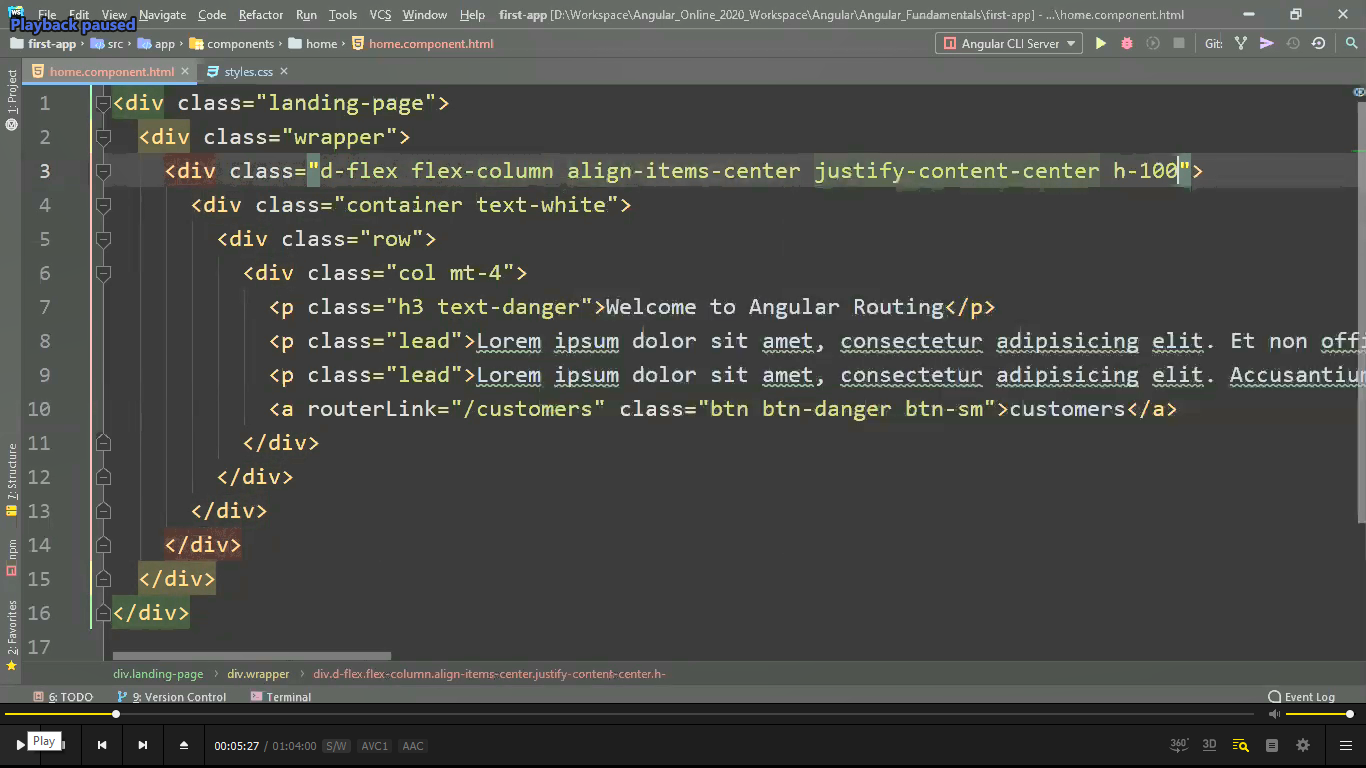 File Edit View Navigate Code Refactor Run Tools VCS Window Help first-app [D:\Workspace\Angular_Online_2020_Workspace\Angular\Angular_Fundamentals\first-app] - ...\home.component.html
Playback paused
first-app src app components home home.component.html Angular CLI Server Git:
home.component.html styles.css
1: Project
1 <div class="landing-page">
2 <div class="wrapper">
3 <div class="d-flex flex-column align-items-center justify-content-center h-100">
4 <div class="container text-white">
5 <div class="row">
6 <div class="col mt-4">
7 <p class="h3 text-danger">Welcome to Angular Routing</p>
8 <p class="lead">Lorem ipsum dolor sit amet, consectetur adipisicing elit. Et non offi
9 <p class="lead">Lorem ipsum dolor sit amet, consectetur adipisicing elit. Accusantiu
10 <a routerLink="/customers" class="btn btn-danger btn-sm">customers</a>
11 </div>
12 </div>
13 </div>
14 </div>
15 </div>
16 </div>
17
7: Structure
npm
2: Favorites
div.landing-page div.wrapper div.d-flex.flex-column.align-items-center.justify-content-center.h-
6: TODO 9: Version Control Terminal Event Log
Play
00:05:27 / 01:04:00 S/W AVC1 AAC 360° 3D